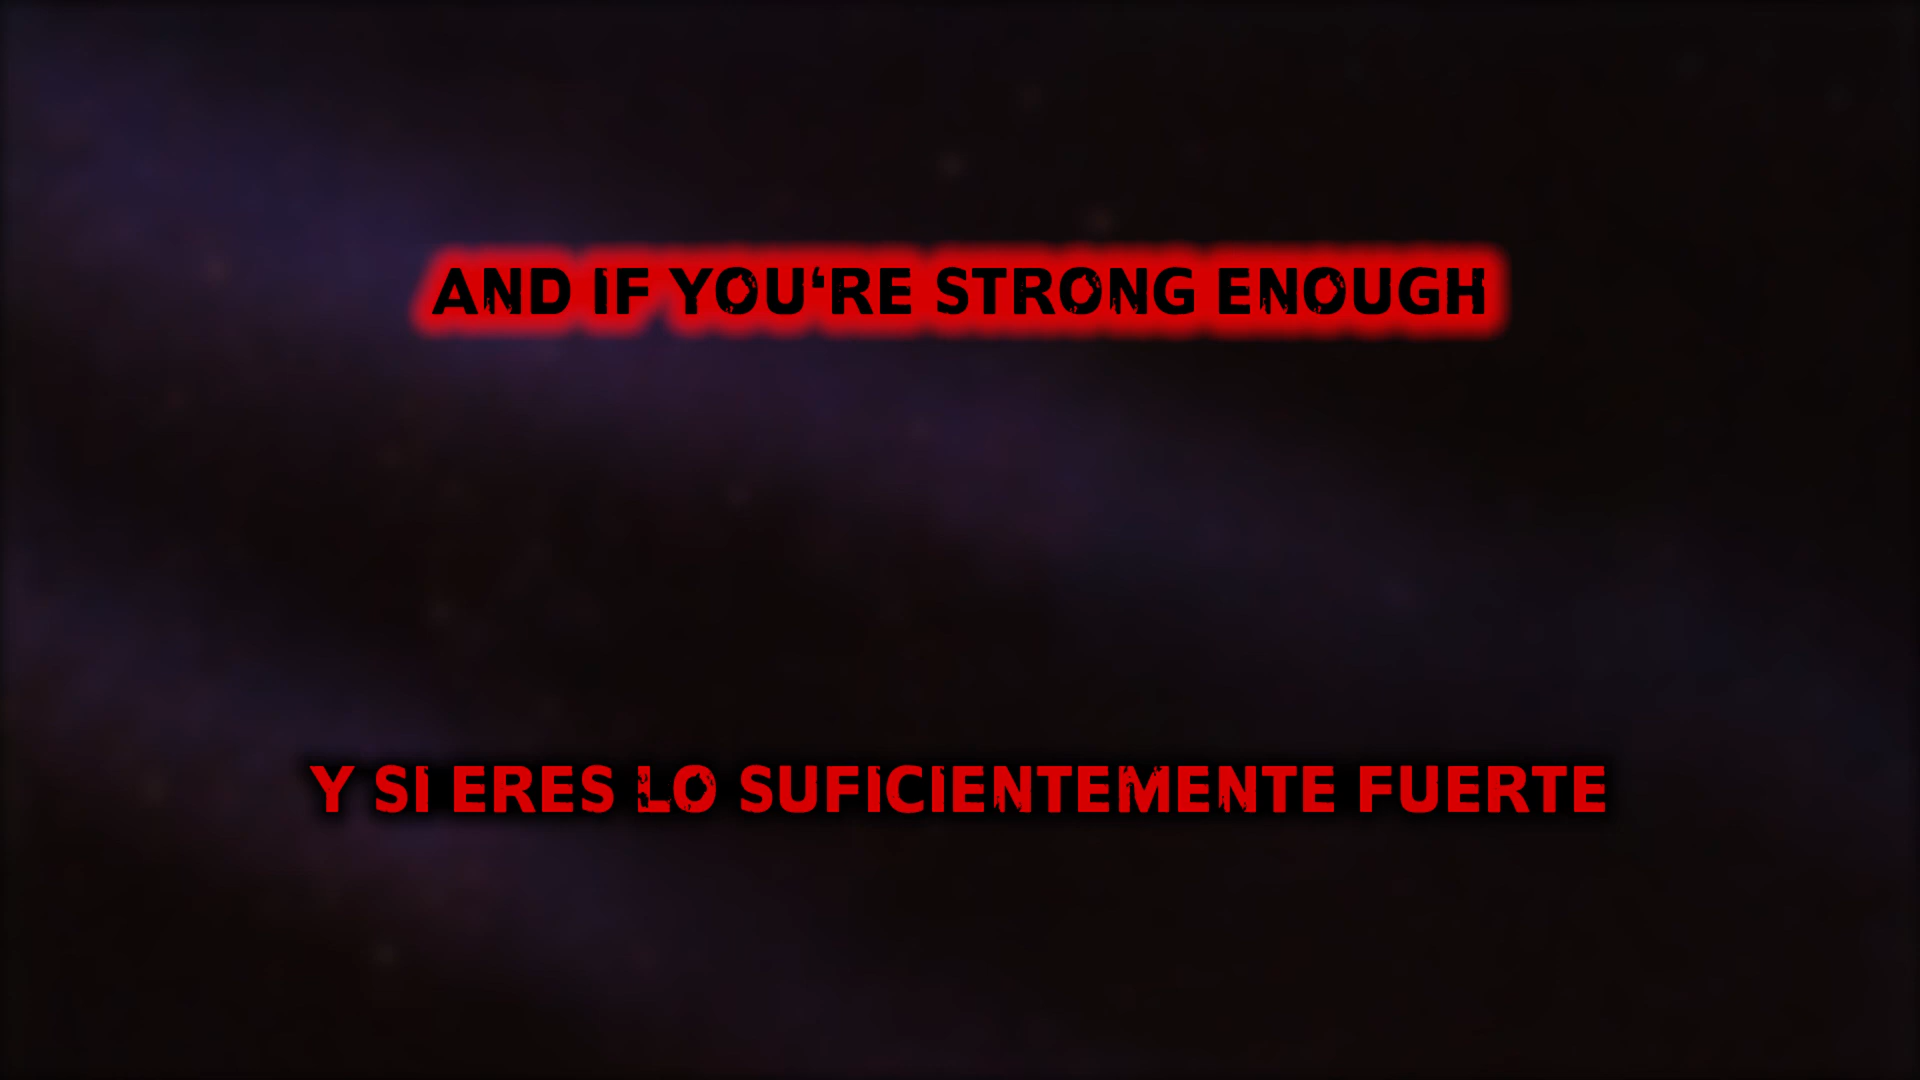 AND IF YOU‘RE STRONG ENOUGH
Y SI ERES LO SUFICIENTEMENTE FUERTE